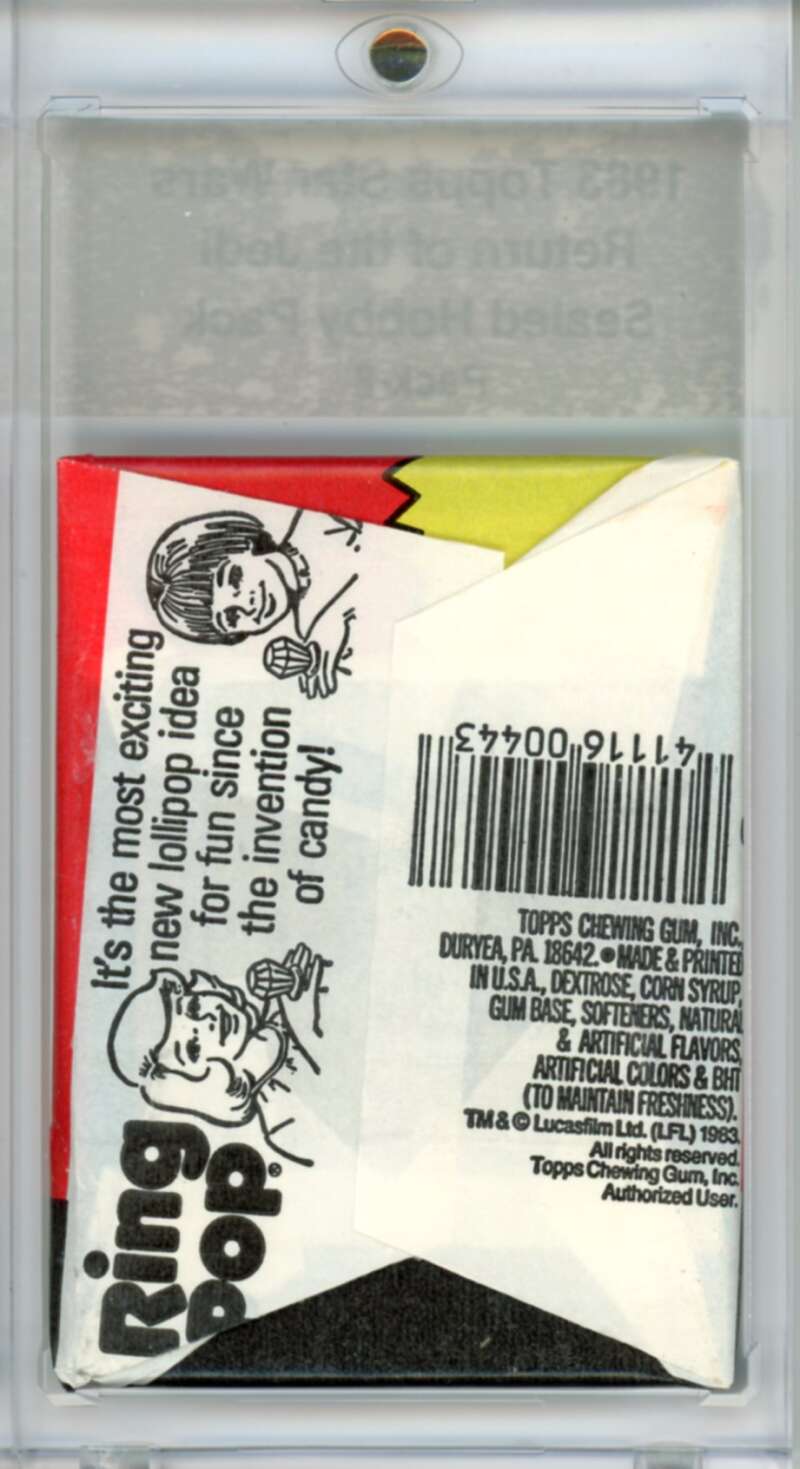 1983 Topps Star Wars
Return of the Jedi
Sealed Hobby Pack
Pack
It's the most exciting
new lollipop idea
for fun since
the invention
of candy!
Ring
Pop®
41116 00443
TOPPS CHEWING GUM, INC.
DURYEA, PA. 18642. ● MADE & PRINTED
IN U.S.A., DEXTROSE, CORN SYRUP,
GUM BASE, SOFTENERS, NATURAL
& ARTIFICIAL FLAVORS,
ARTIFICIAL COLORS & BHT
(TO MAINTAIN FRESHNESS).
TM & © Lucasfilm Ltd. (LFL) 1983.
All rights reserved.
Topps Chewing Gum, Inc.
Authorized User.